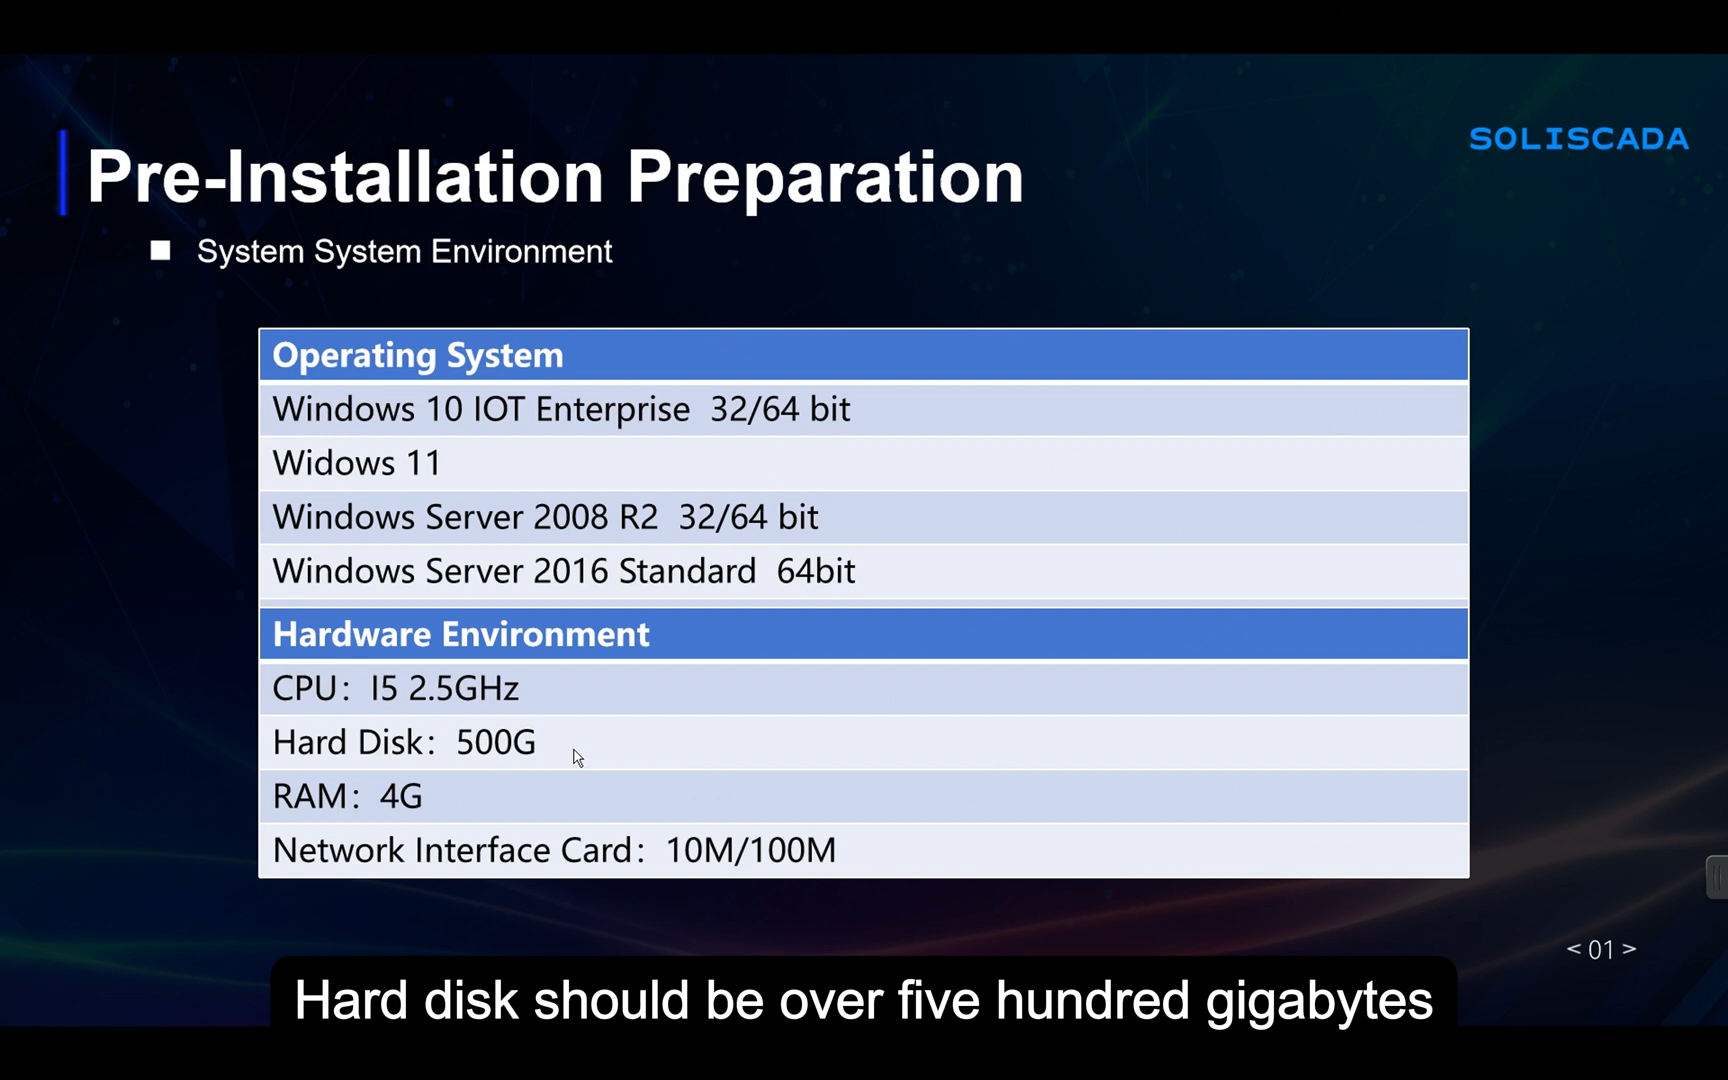 SOLISCADA
Pre-Installation Preparation
System System Environment
Operating System
Windows 10 IOT Enterprise 32/64 bit
Widows 11
Windows Server 2008 R2 32/64 bit
Windows Server 2016 Standard 64bit
Hardware Environment
CPU： I5 2.5GHz
Hard Disk： 500G
RAM： 4G
Network Interface Card： 10M/100M
< 01 >
Hard disk should be over five hundred gigabytes